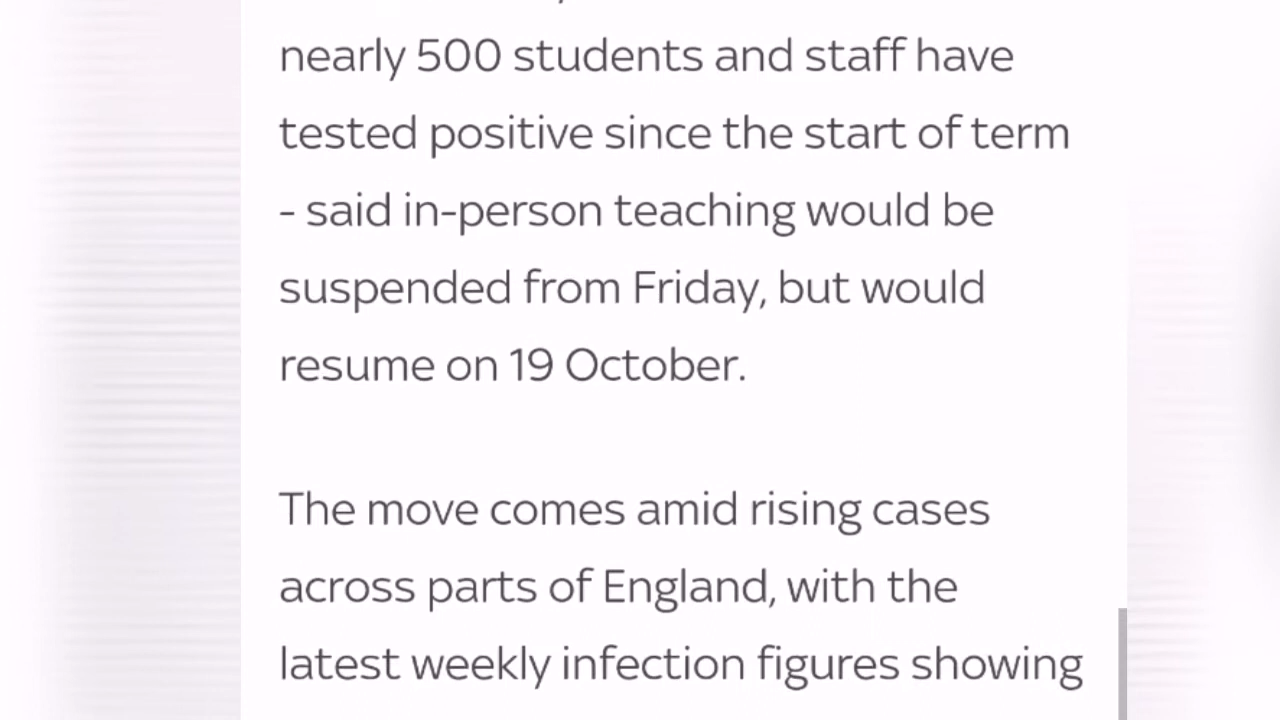 nearly 500 students and staff have
tested positive since the start of term
- said in-person teaching would be
suspended from Friday, but would
resume on 19 October.
The move comes amid rising cases
across parts of England, with the
latest weekly infection figures showing